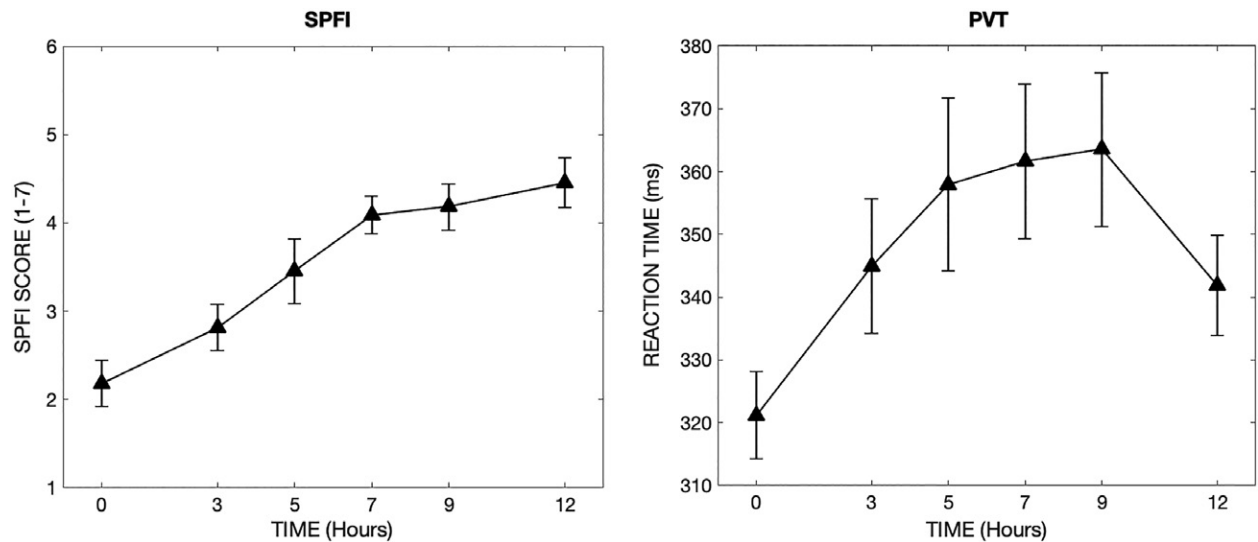 SPFI
6
5
4
3
2
1
SPFI SCORE (1-7)
0 3 5 7 9 12
TIME (Hours)
PVT
380
370
360
350
340
330
320
310
REACTION TIME (ms)
0 3 5 7 9 12
TIME (Hours)